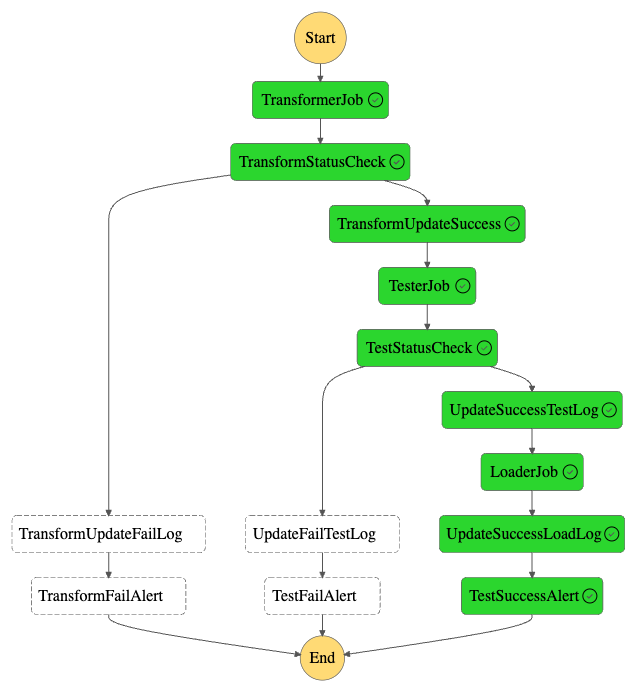 Start
TransformerJob
TransformStatusCheck
TransformUpdateSuccess
TesterJob
TestStatusCheck
UpdateSuccessTestLog
LoaderJob
TransformUpdateFailLog
UpdateFailTestLog
UpdateSuccessLoadLog
TransformFailAlert
TestFailAlert
TestSuccessAlert
End